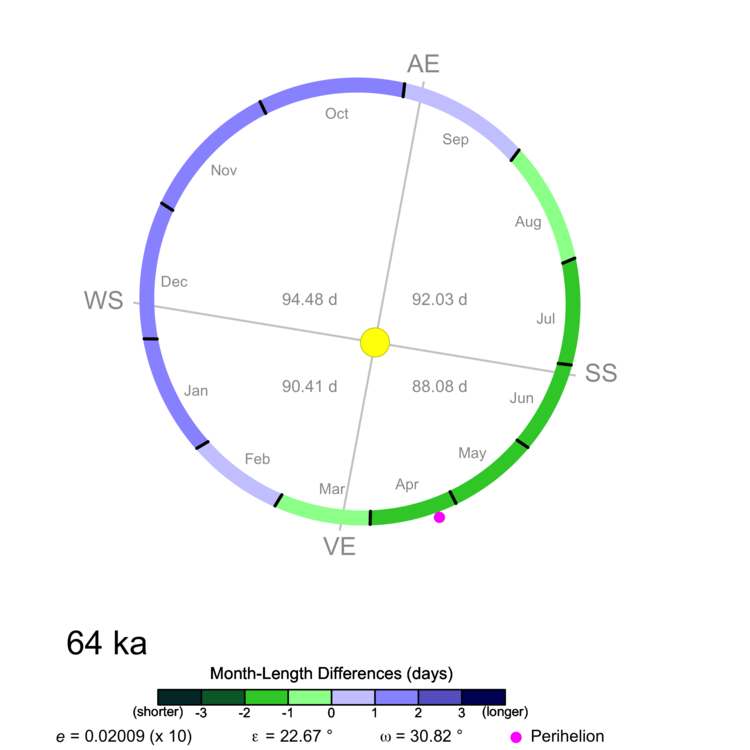 AE
Oct
Sep
Nov
Aug
Dec
WS
94.48 d
92.03 d
Jul
SS
90.41 d
88.08 d
Jan
Jun
Feb
May
Mar
Apr
VE
64 ka
Month-Length Differences (days)
(shorter) -3 -2 -1 0 1 2 3 (longer)
e = 0.02009 (x 10) ε = 22.67 ° ω = 30.82 ° Perihelion